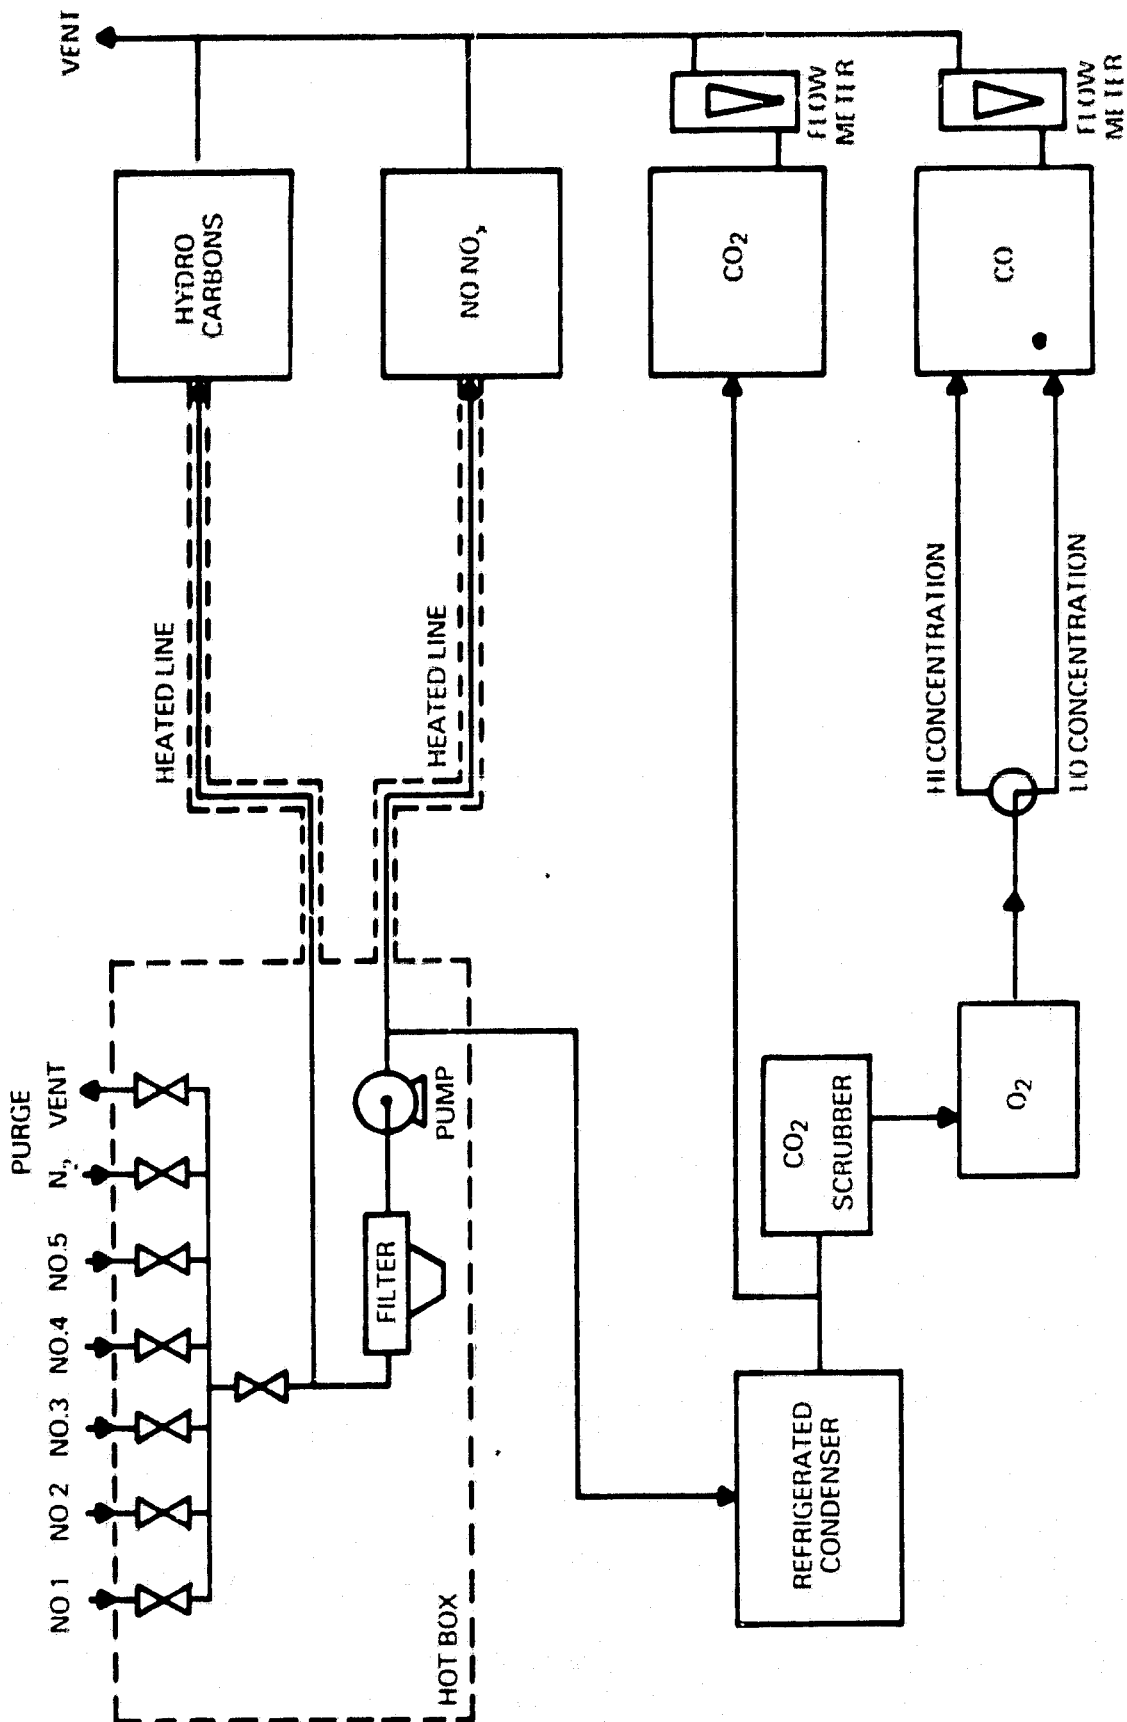 PURGE
NO.1
NO 2
NO.3
NO.4
NO.5
N₂
VENT
HOT BOX
FILTER
PUMP
HEATED LINE
HEATED LINE
HYDRO
CARBONS
NO NOₓ
VENT
REFRIGERATED
CONDENSER
CO₂
SCRUBBER
O₂
HI CONCENTRATION
LO CONCENTRATION
CO₂
CO
FLOW
METER
FLOW
METER